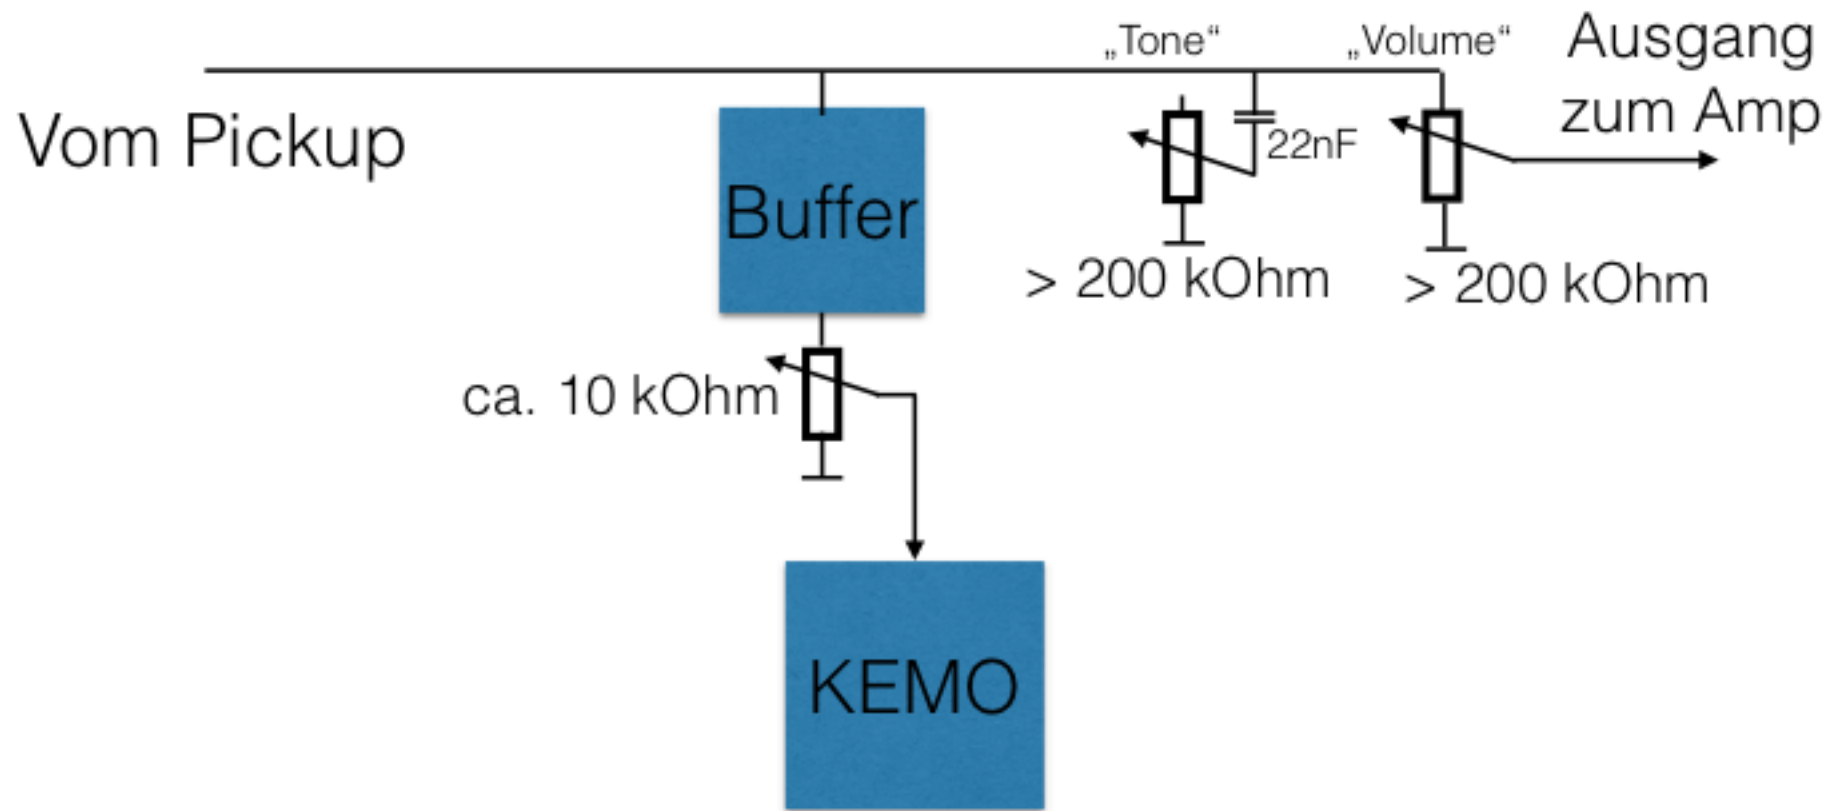 „Tone“
„Volume“
Ausgang
zum Amp
Vom Pickup
22nF
Buffer
> 200 kOhm
> 200 kOhm
ca. 10 kOhm
KEMO